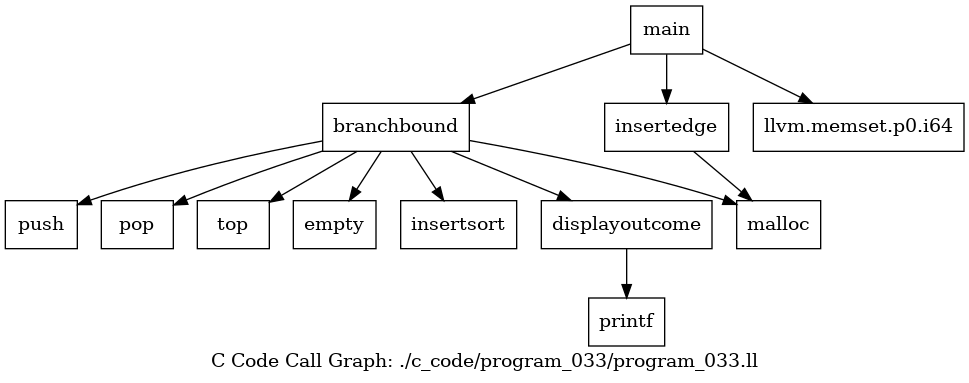 main
branchbound
insertedge
llvm.memset.p0.i64
push
pop
top
empty
insertsort
displayoutcome
malloc
printf
C Code Call Graph: ./c_code/program_033/program_033.ll